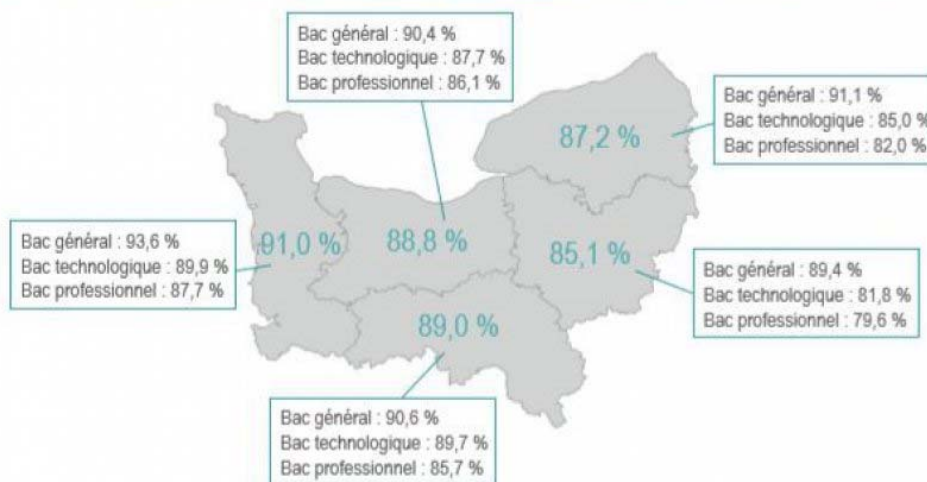 Bac général : 90,4 %
Bac technologique : 87,7 %
Bac professionnel : 86,1 %
Bac général : 91,1 %
Bac technologique : 85,0 %
Bac professionnel : 82,0 %
87,2 %
Bac général : 93,6 %
Bac technologique : 89,9 %
Bac professionnel : 87,7 %
91,0 %
88,8 %
85,1 %
Bac général : 89,4 %
Bac technologique : 81,8 %
Bac professionnel : 79,6 %
89,0 %
Bac général : 90,6 %
Bac technologique : 89,7 %
Bac professionnel : 85,7 %